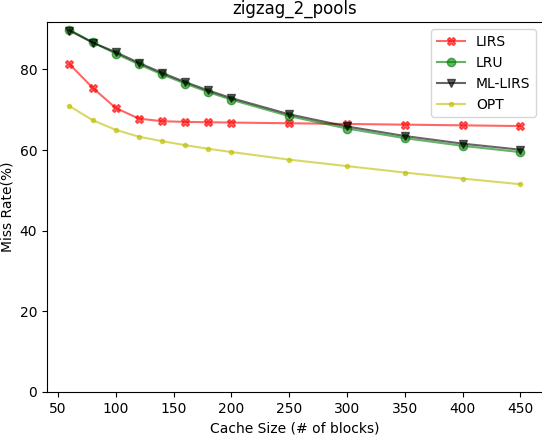 zigzag_2_pools
LIRS
LRU
ML-LIRS
OPT
Miss Rate(%)
80
60
40
20
0
50 100 150 200 250 300 350 400 450
Cache Size (# of blocks)